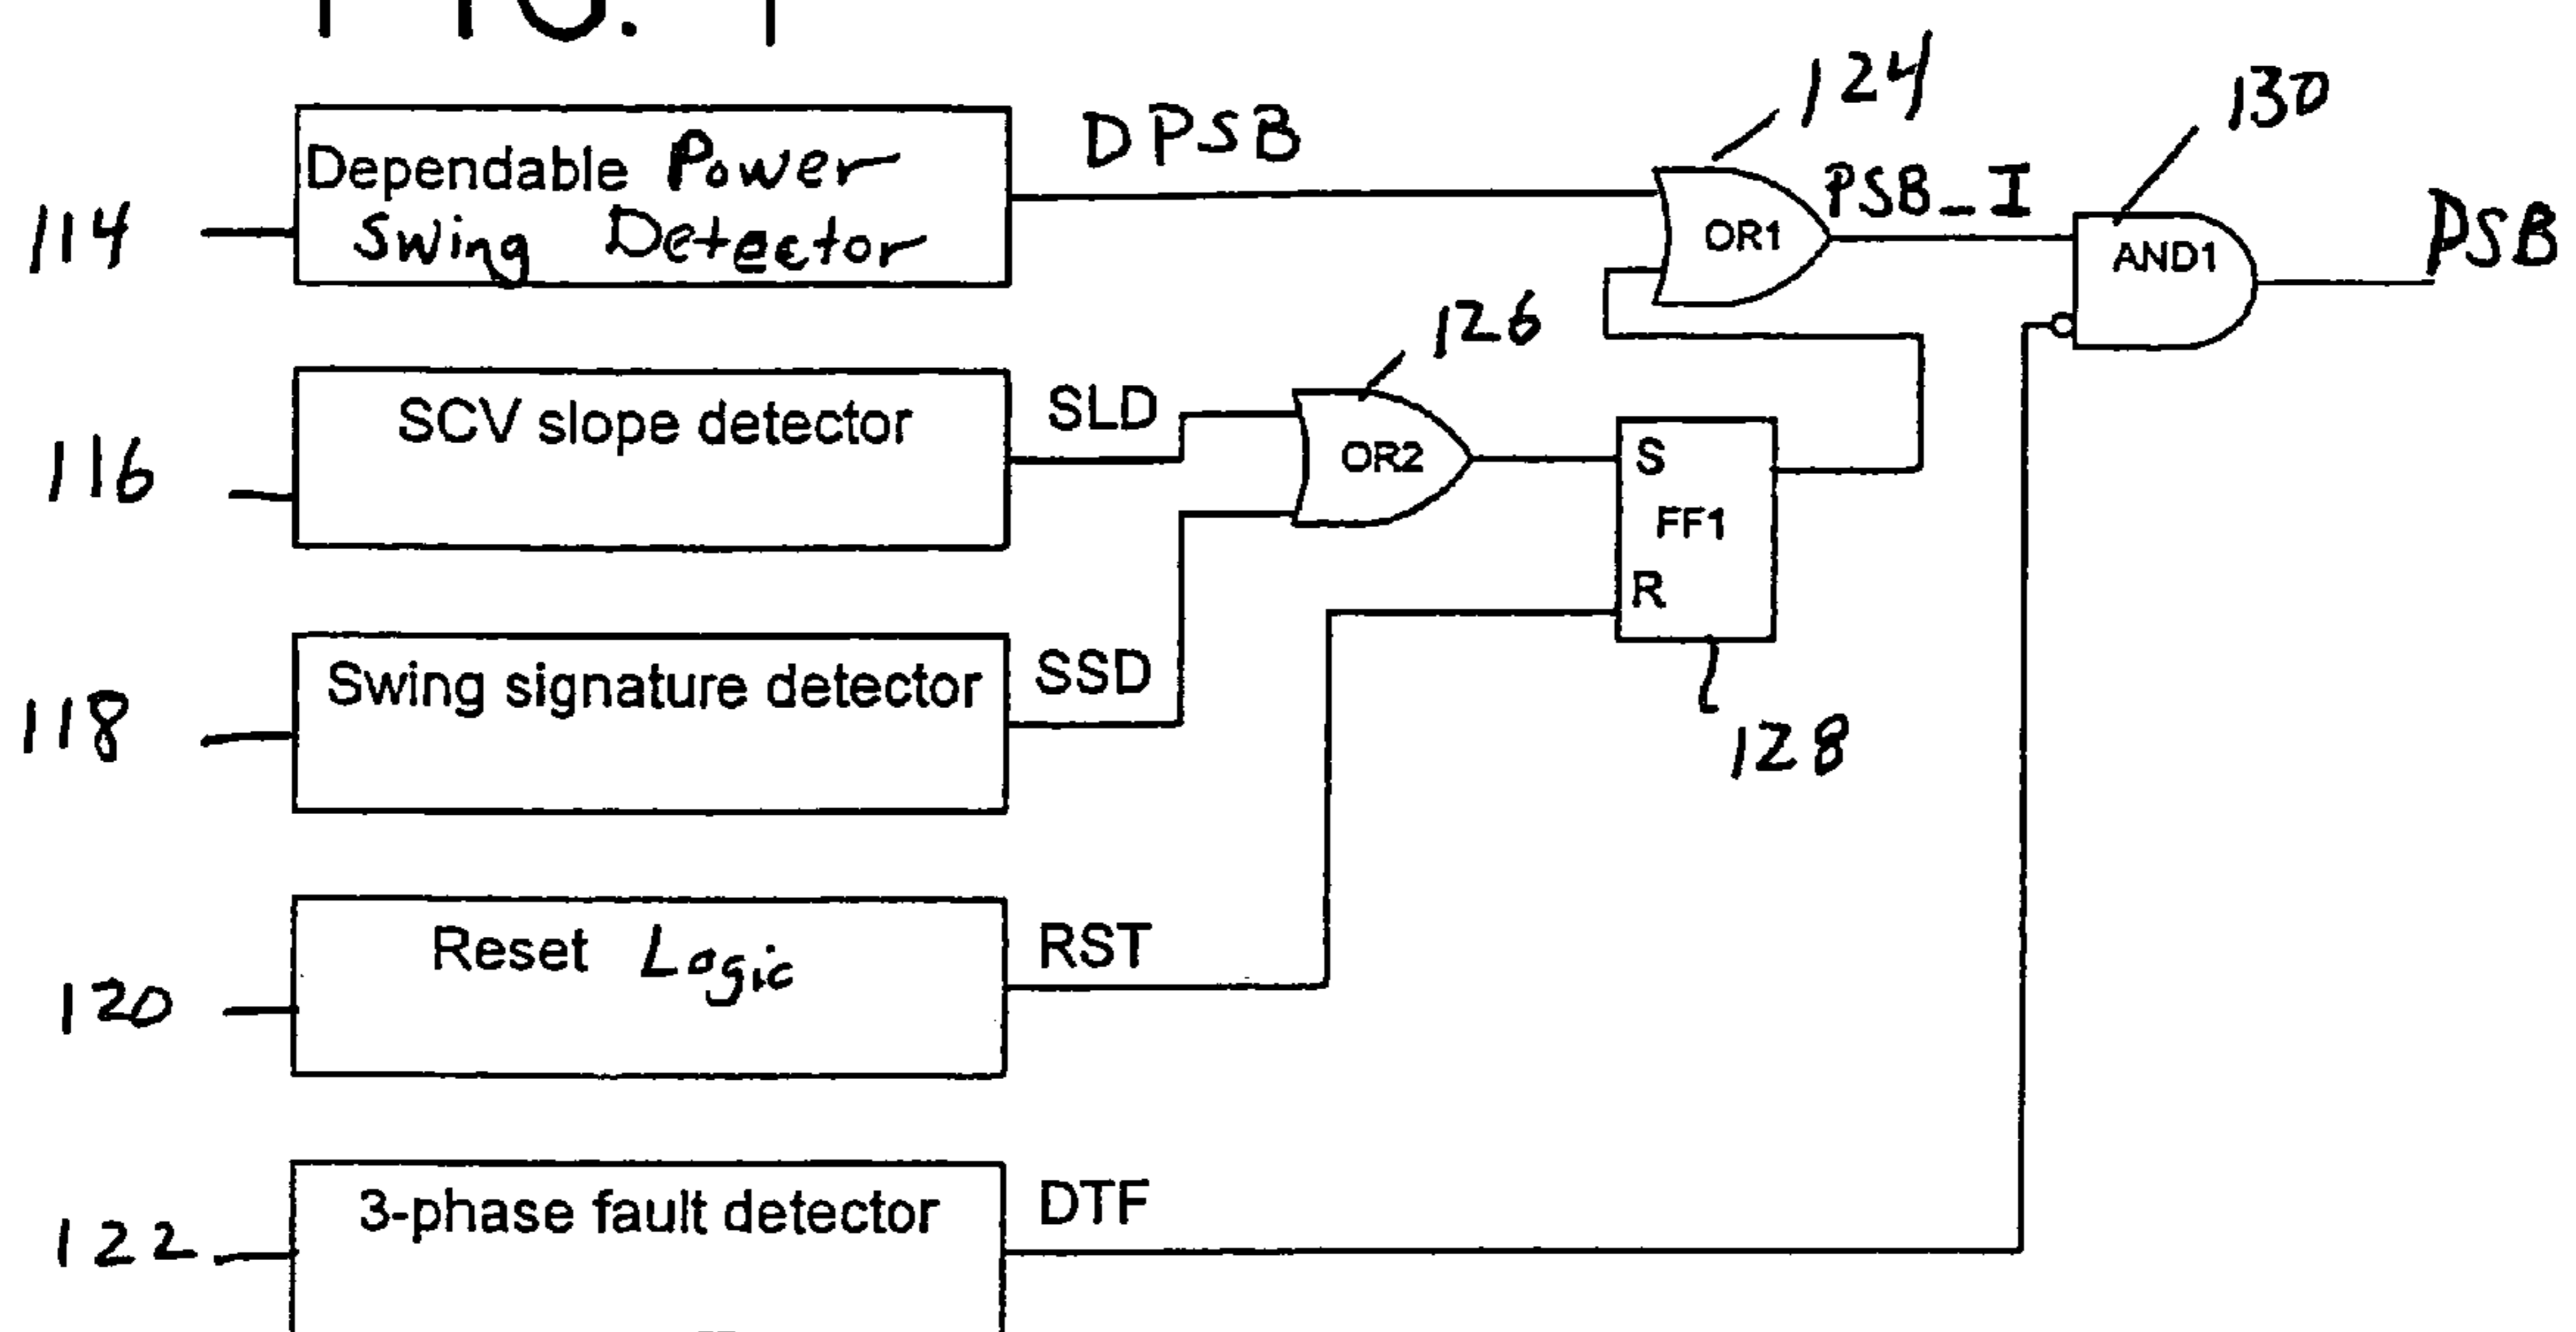 124
130
Dependable Power
Swing Detector
DPSB
OR1
PSB_I
AND1
PSB
114
126
SCV slope detector
SLD
OR2
S
FF1
R
116
Swing signature detector
SSD
118
128
Reset Logic
RST
120
3-phase fault detector
DTF
122